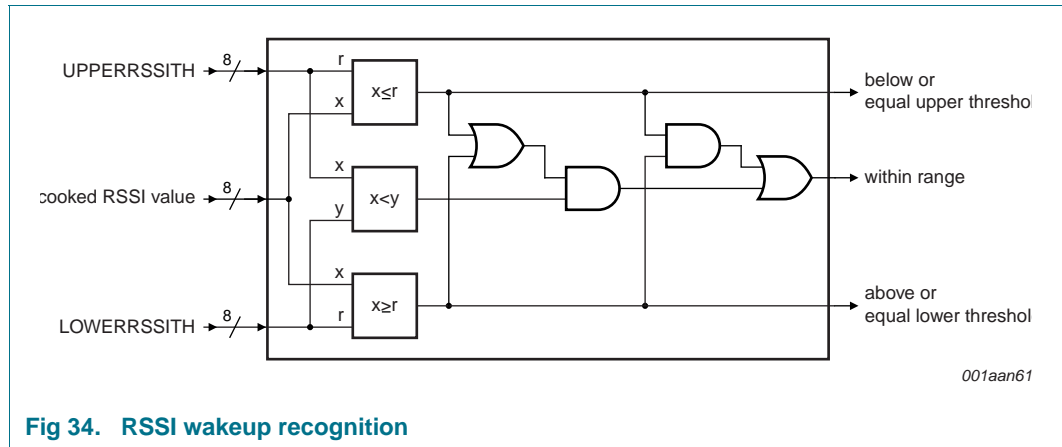 UPPERRSSITH
8
r
x
x≤r
below or
equal upper threshol
cooked RSSI value
8
x
y
x<y
within range
LOWERRSSITH
8
x
r
x≥r
above or
equal lower threshol
001aan61
Fig 34. RSSI wakeup recognition